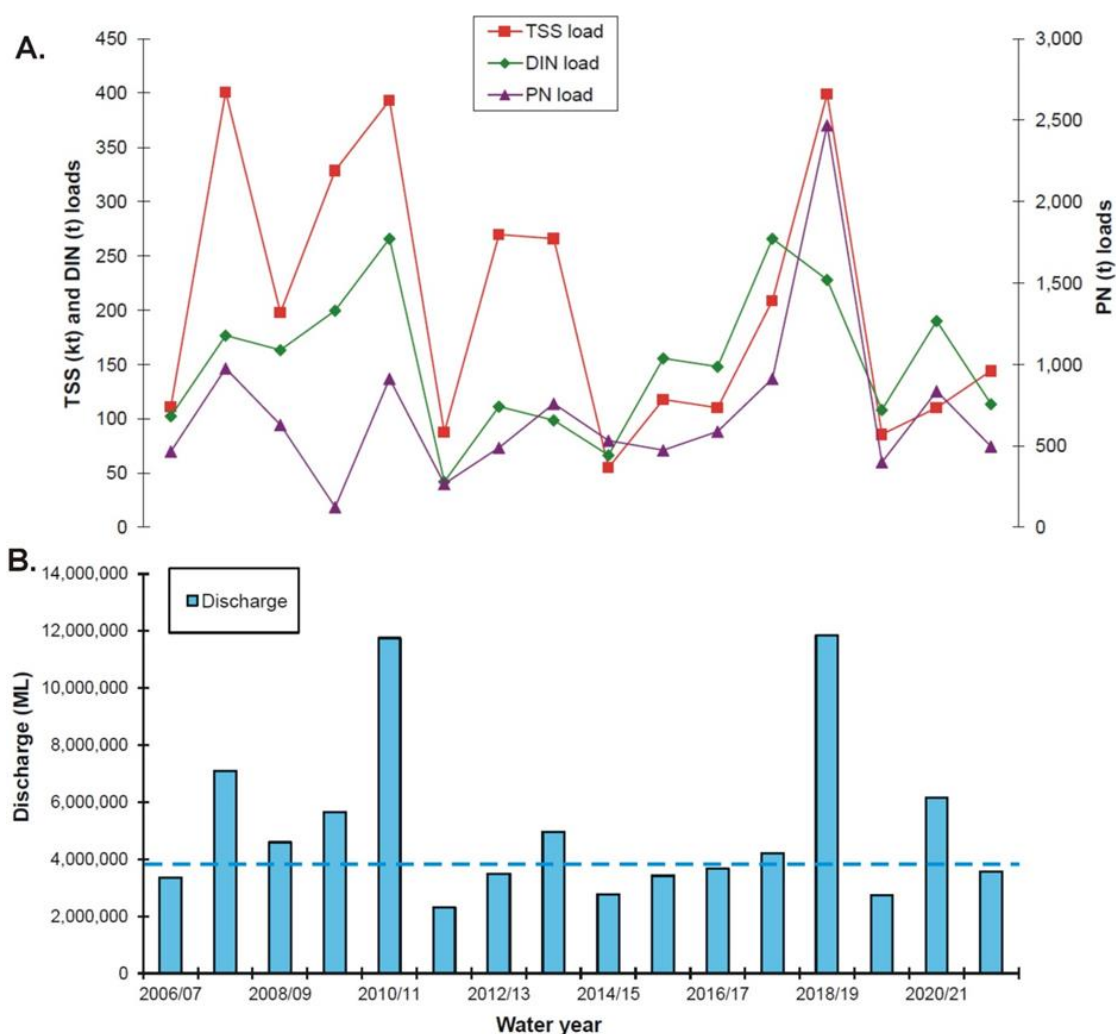 A.
TSS load
DIN load
PN load
450
400
350
300
250
200
150
100
50
0
TSS (kt) and DIN (t) loads
3,000
2,500
2,000
1,500
1,000
500
0
PN (t) loads
B.
Discharge
14,000,000
12,000,000
10,000,000
8,000,000
6,000,000
4,000,000
2,000,000
0
Discharge (ML)
2006/07 2008/09 2010/11 2012/13 2014/15 2016/17 2018/19 2020/21
Water year